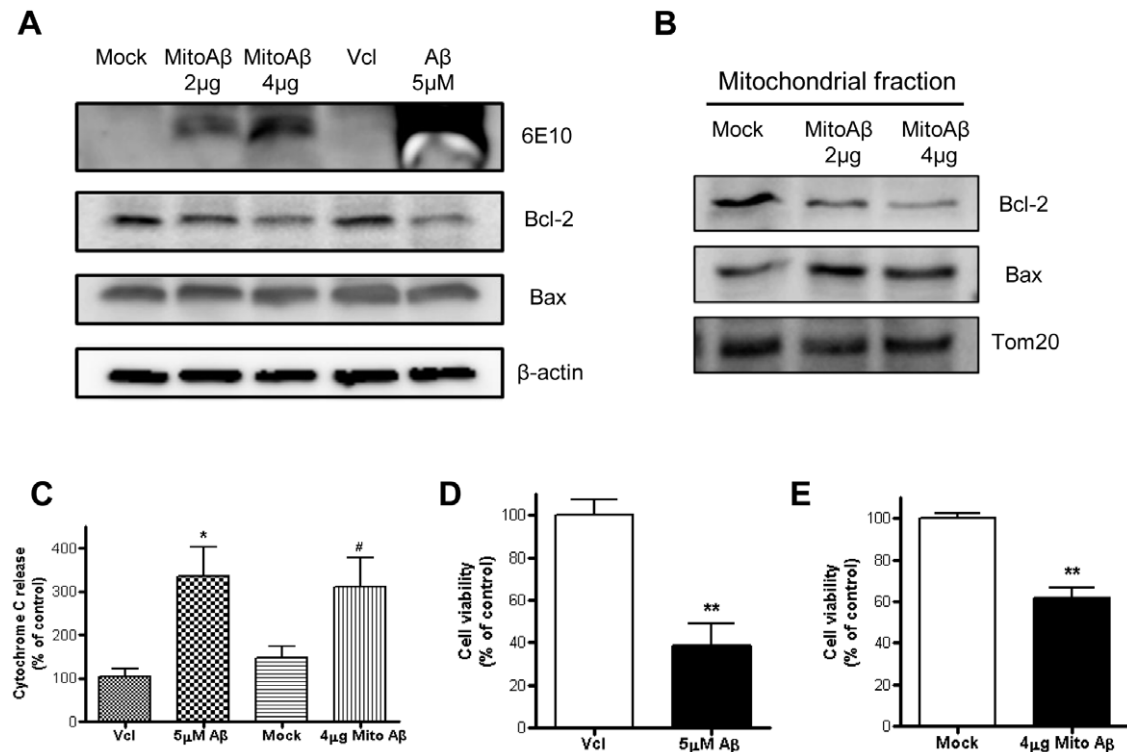 A
Mock MitoAβ 2µg MitoAβ 4µg Vcl Aβ 5µM
6E10
Bcl-2
Bax
β-actin
B
Mitochondrial fraction
Mock MitoAβ 2µg MitoAβ 4µg
Bcl-2
Bax
Tom20
C
Cytochrome C release
(% of control)
400
300
200
100
0
*
#
Vcl 5µM Aβ Mock 4µg Mito Aβ
D
Cell viability
(% of control)
100
80
60
40
20
0
**
Vcl 5µM Aβ
E
Cell viability
(% of control)
100
80
60
40
20
0
**
Mock 4µg Mito Aβ